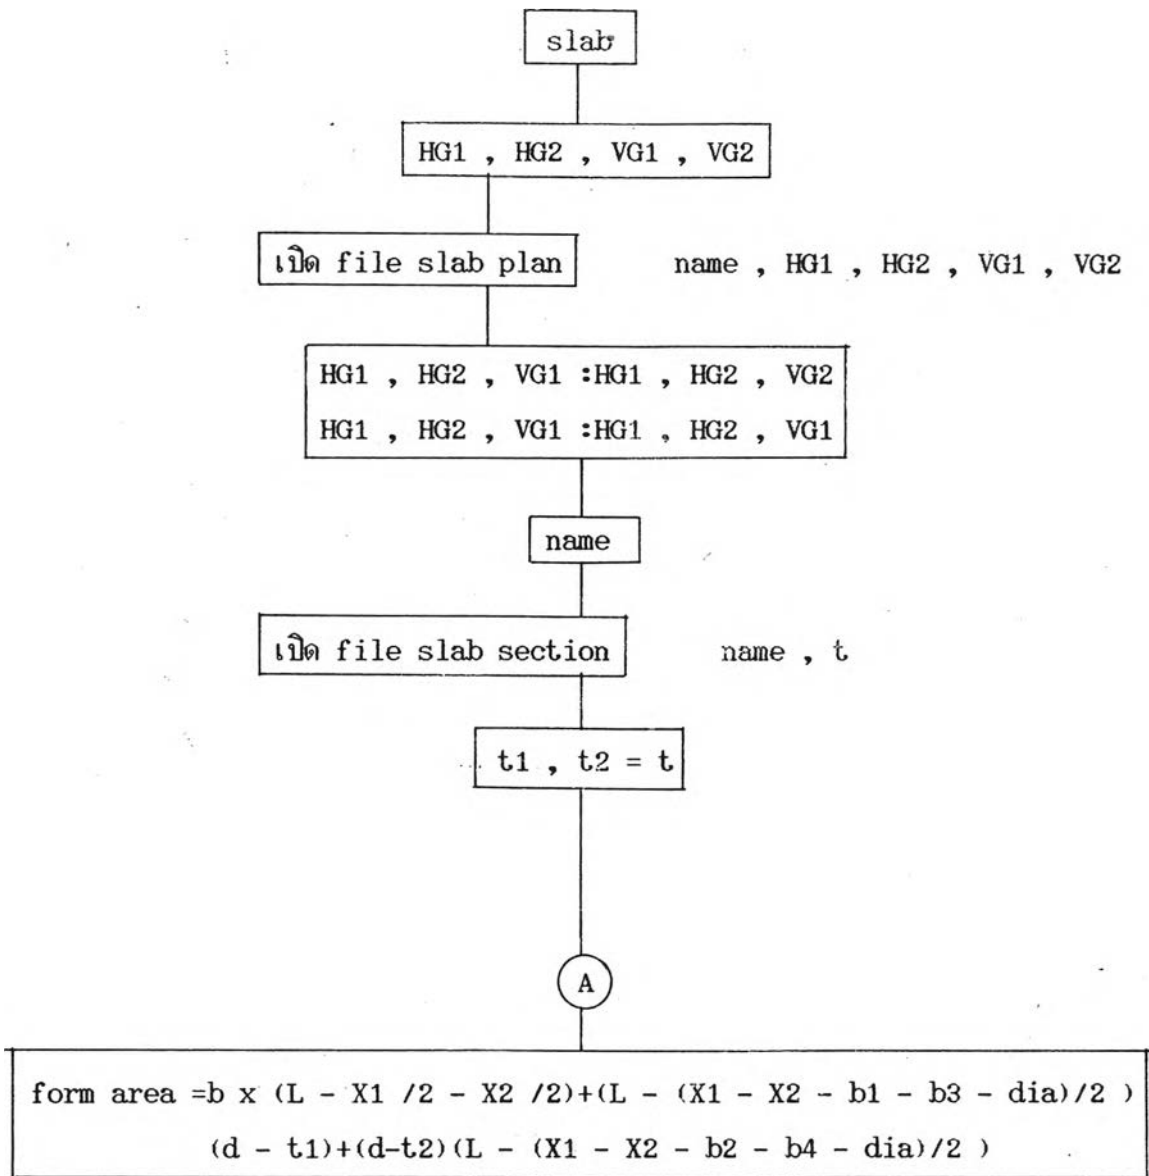 slab
HG1 , HG2 , VG1 , VG2
เปิด file slab plan name , HG1 , HG2 , VG1 , VG2
HG1 , HG2 , VG1 :HG1 , HG2 , VG2
HG1 , HG2 , VG1 :HG1 , HG2 , VG1
name
เปิด file slab section name , t
t1 , t2 = t
A
form area =b x (L - X1 /2 - X2 /2)+(L - (X1 - X2 - b1 - b3 - dia)/2 )
(d - t1)+(d-t2)(L - (X1 - X2 - b2 - b4 - dia)/2 )